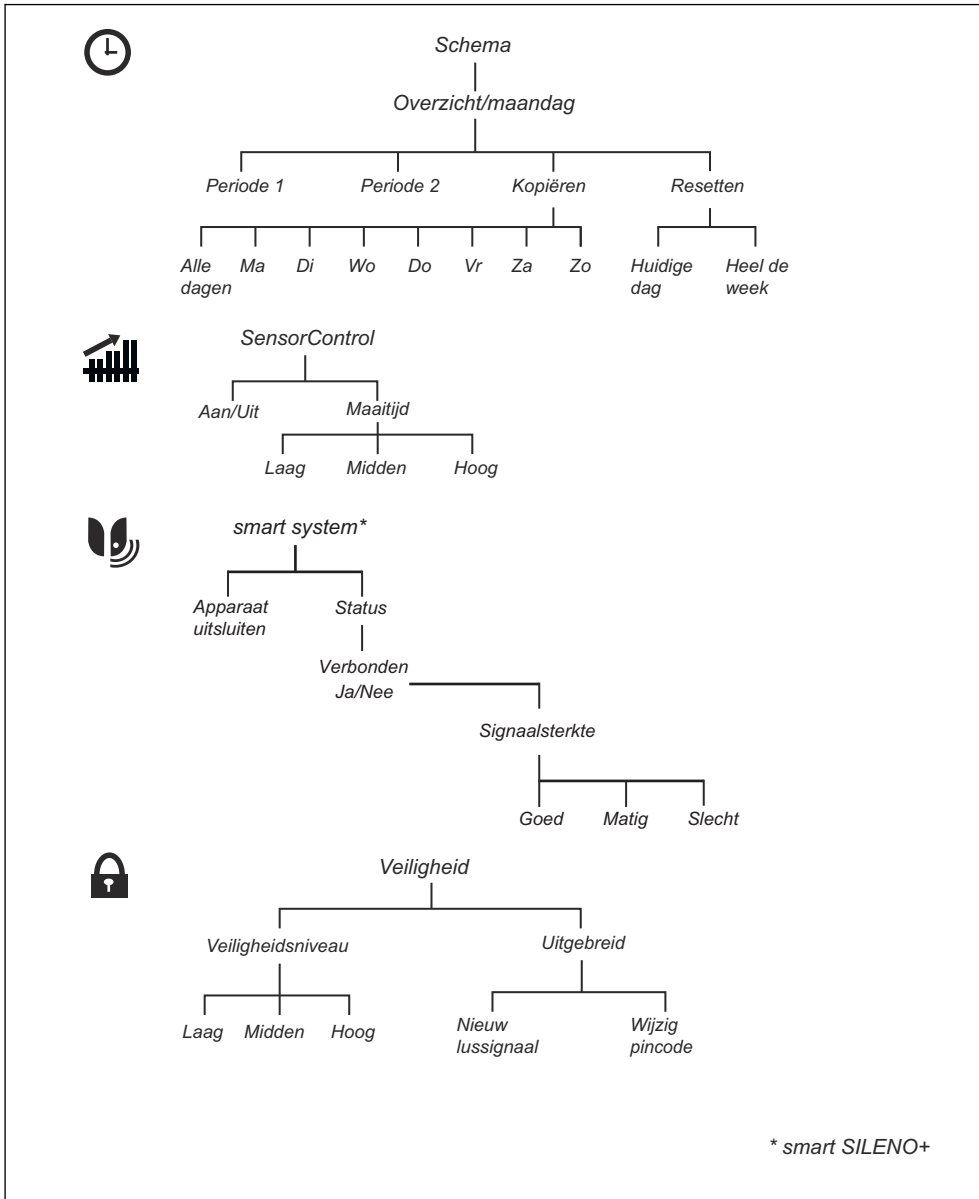 Schema
Overzicht/maandag
Periode 1 Periode 2 Kopiëren Resetten
Alle dagen Ma Di Wo Do Vr Za Zo Huidige dag Heel de week
SensorControl
Aan/Uit Maaitijd
Laag Midden Hoog
smart system*
Apparaat uitsluiten Status
Verbonden
Ja/Nee
Signaalsterkte
Goed Matig Slecht
Veiligheid
Veiligheidsniveau Uitgebreid
Laag Midden Hoog Nieuw lussignaal Wijzig pincode
* smart SILENO+